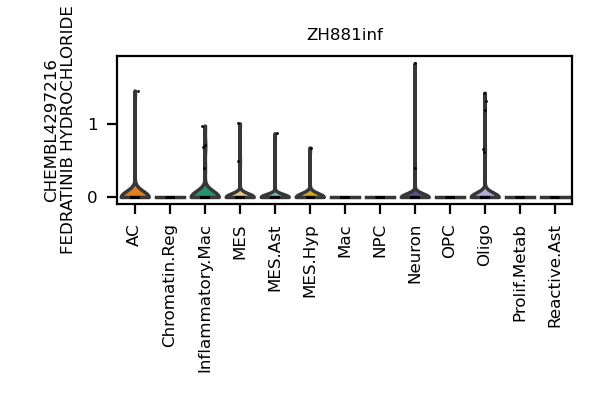 ZH881inf
CHEMBL4297216
FEDRATINIB HYDROCHLORIDE
1
0
AC
Chromatin.Reg
Inflammatory.Mac
MES
MES.Ast
MES.Hyp
Mac
NPC
Neuron
OPC
Oligo
Prolif.Metab
Reactive.Ast